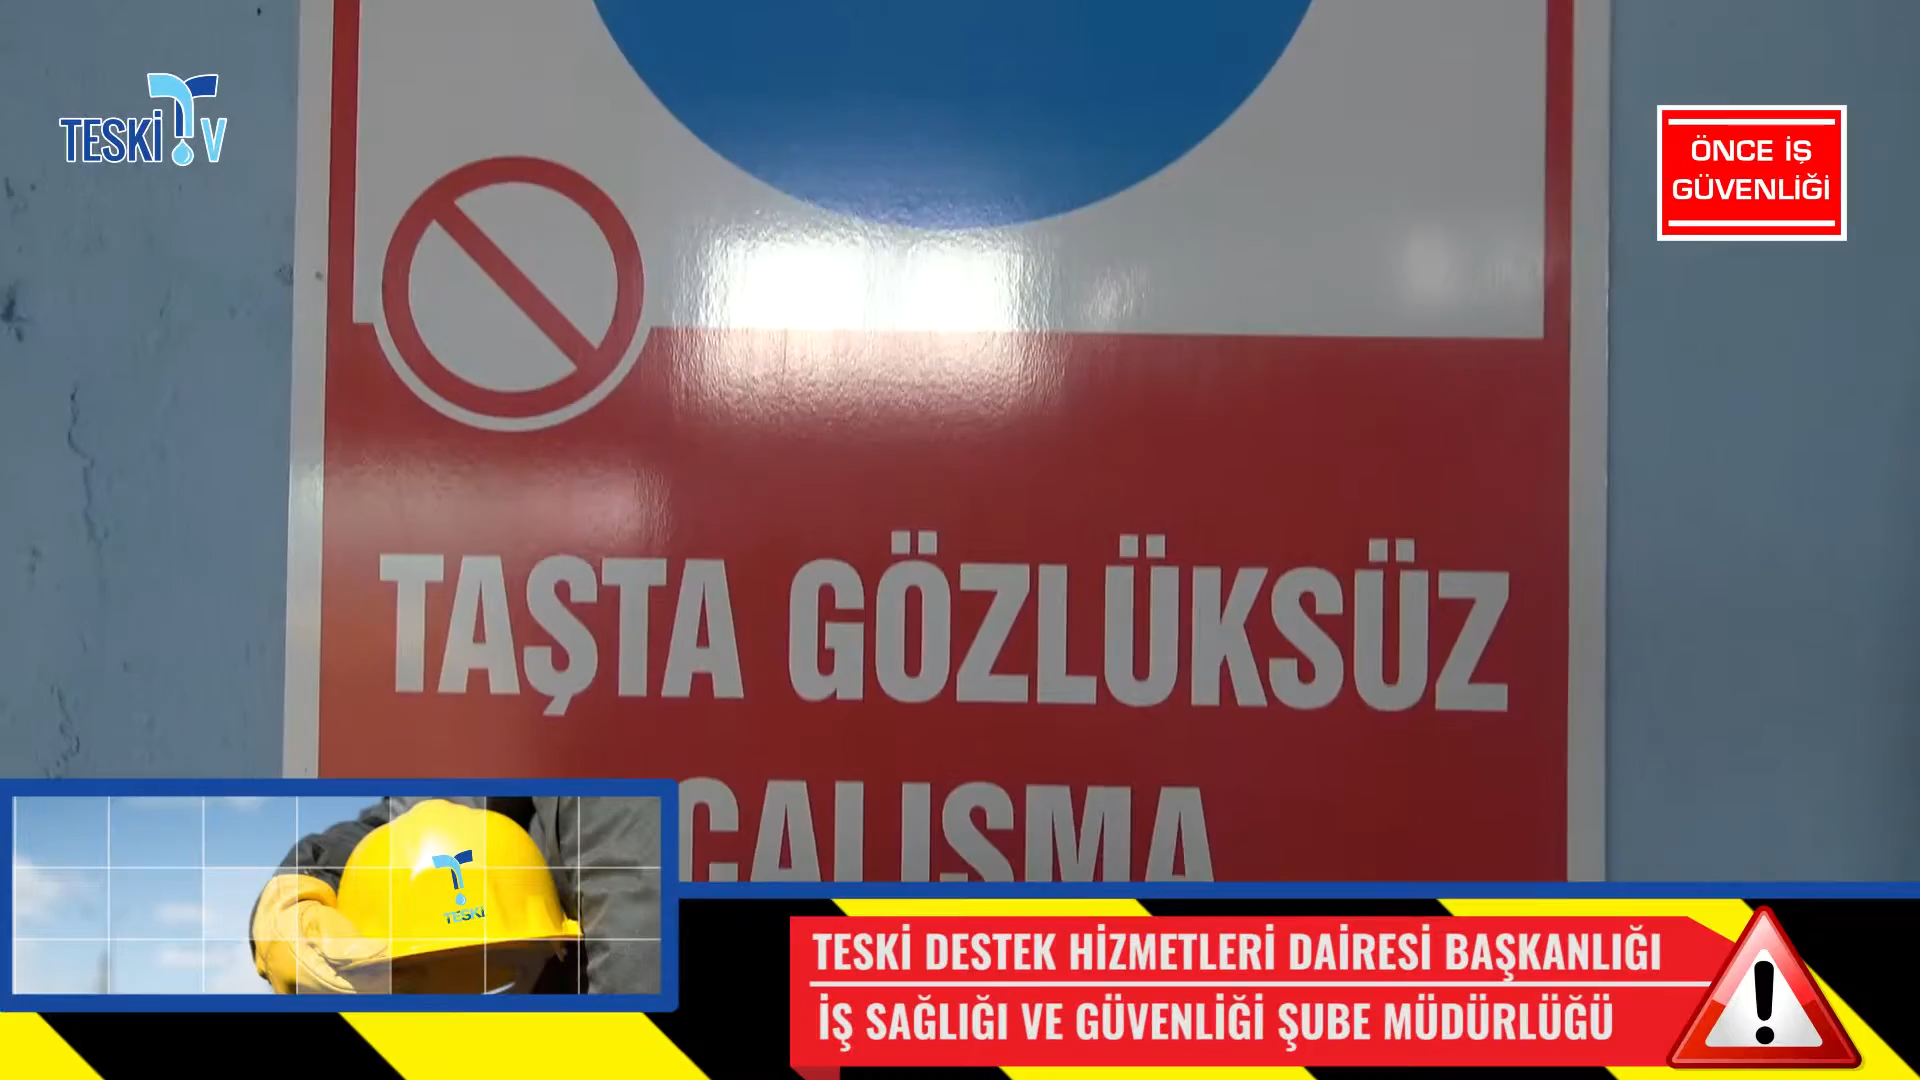 TESKİ TV
ÖNCE İŞ
GÜVENLİĞİ
TAŞTA GÖZLÜKSÜZ
ÇALIŞMA
TESKİ
TESKİ DESTEK HİZMETLERİ DAİRESİ BAŞKANLIĞI
İŞ SAĞLIĞI VE GÜVENLİĞİ ŞUBE MÜDÜRLÜĞÜ